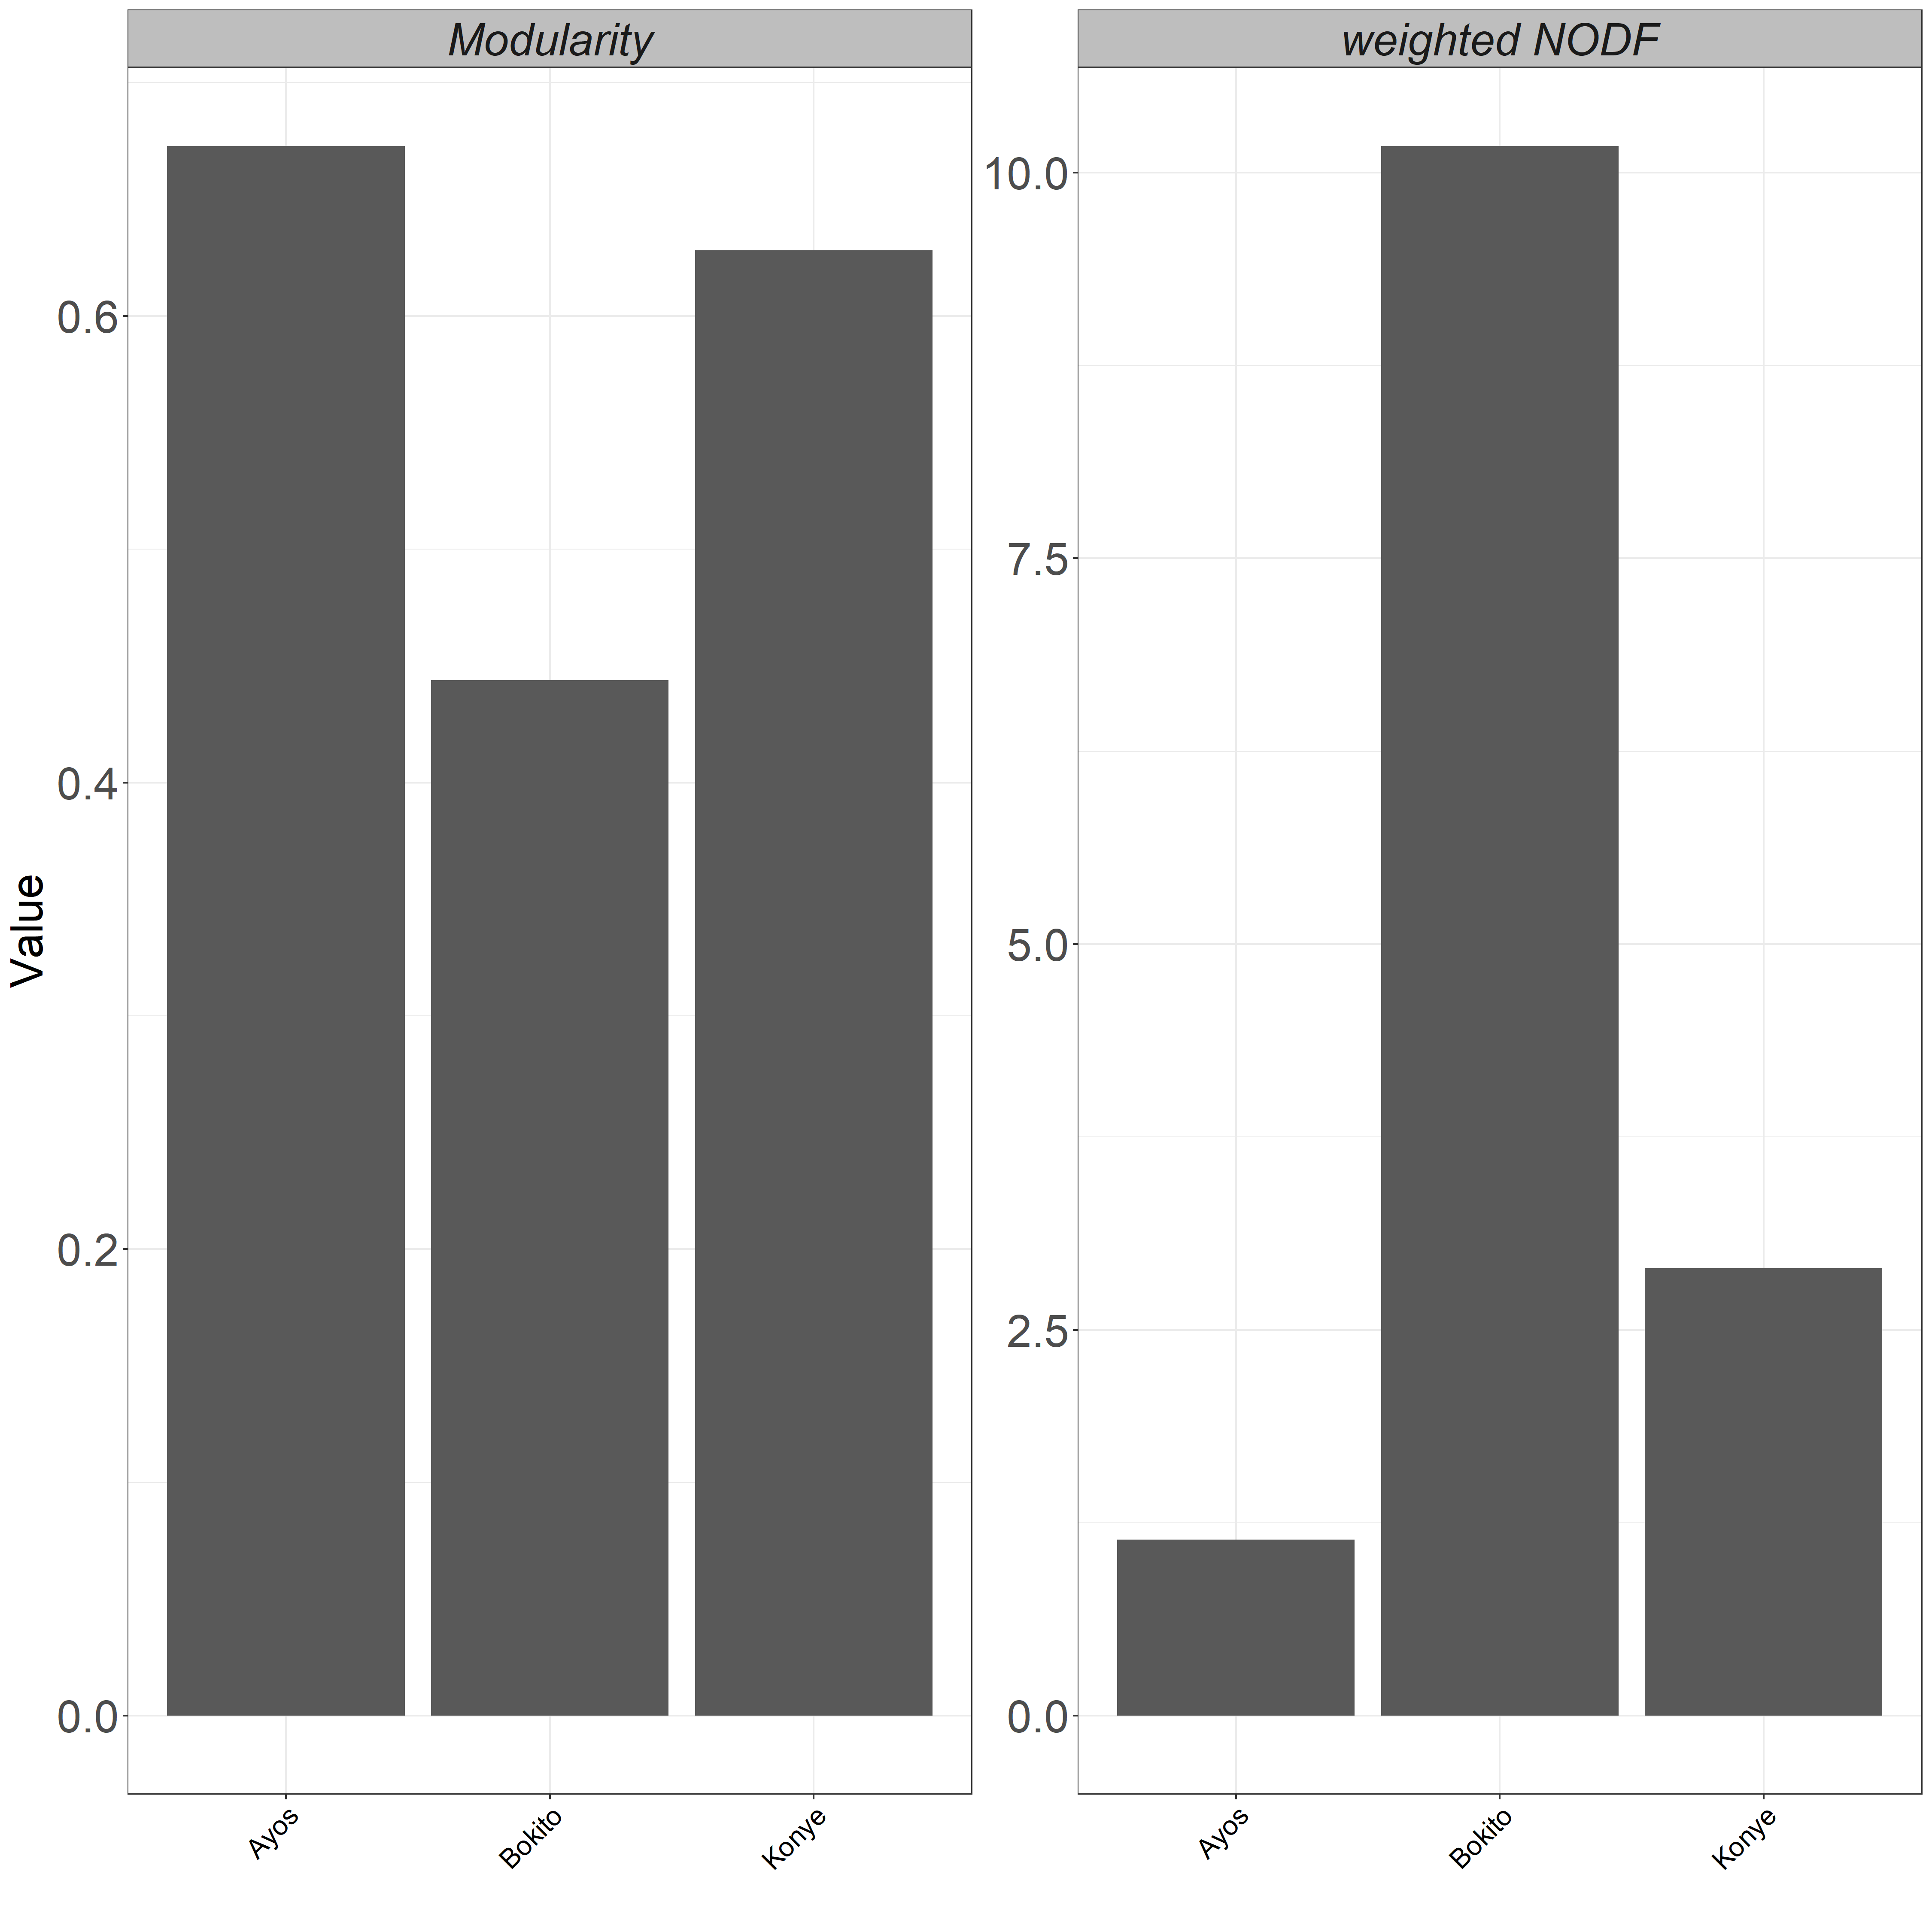 Modularity
weighted NODF
Value
0.6
0.4
0.2
0.0
10.0
7.5
5.0
2.5
0.0
Ayos
Bokito
Konye
Ayos
Bokito
Konye